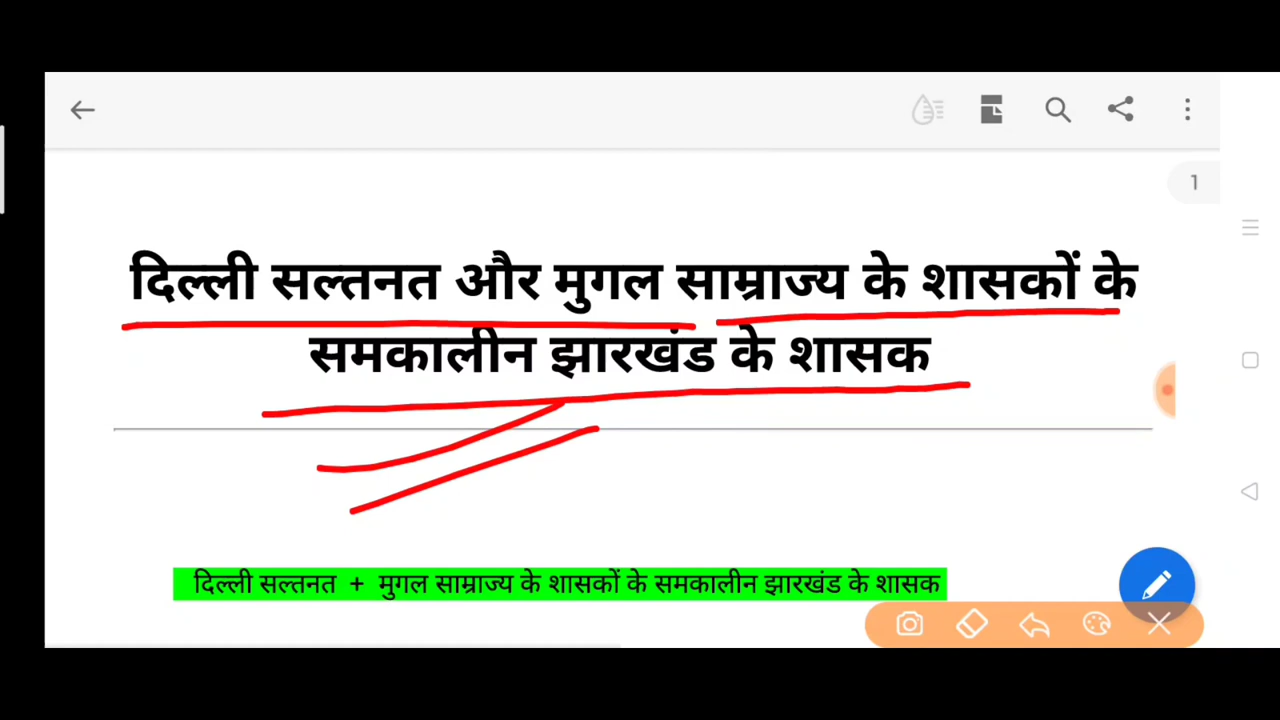 1
दिल्ली सल्तनत और मुगल साम्राज्य के शासकों के
समकालीन झारखंड के शासक
दिल्ली सल्तनत + मुगल साम्राज्य के शासकों के समकालीन झारखंड के शासक